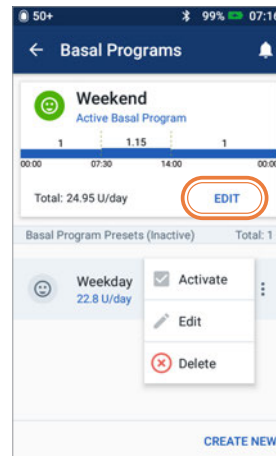 50+ 99% 07:16
Basal Programs
Weekend
Active Basal Program
1 1.15 1
00:00 07:30 14:00 00:00
Total: 24.95 U/day EDIT
Basal Program Presets (Inactive) Total: 1
Weekday
22.8 U/day
Activate
Edit
Delete
CREATE NEW